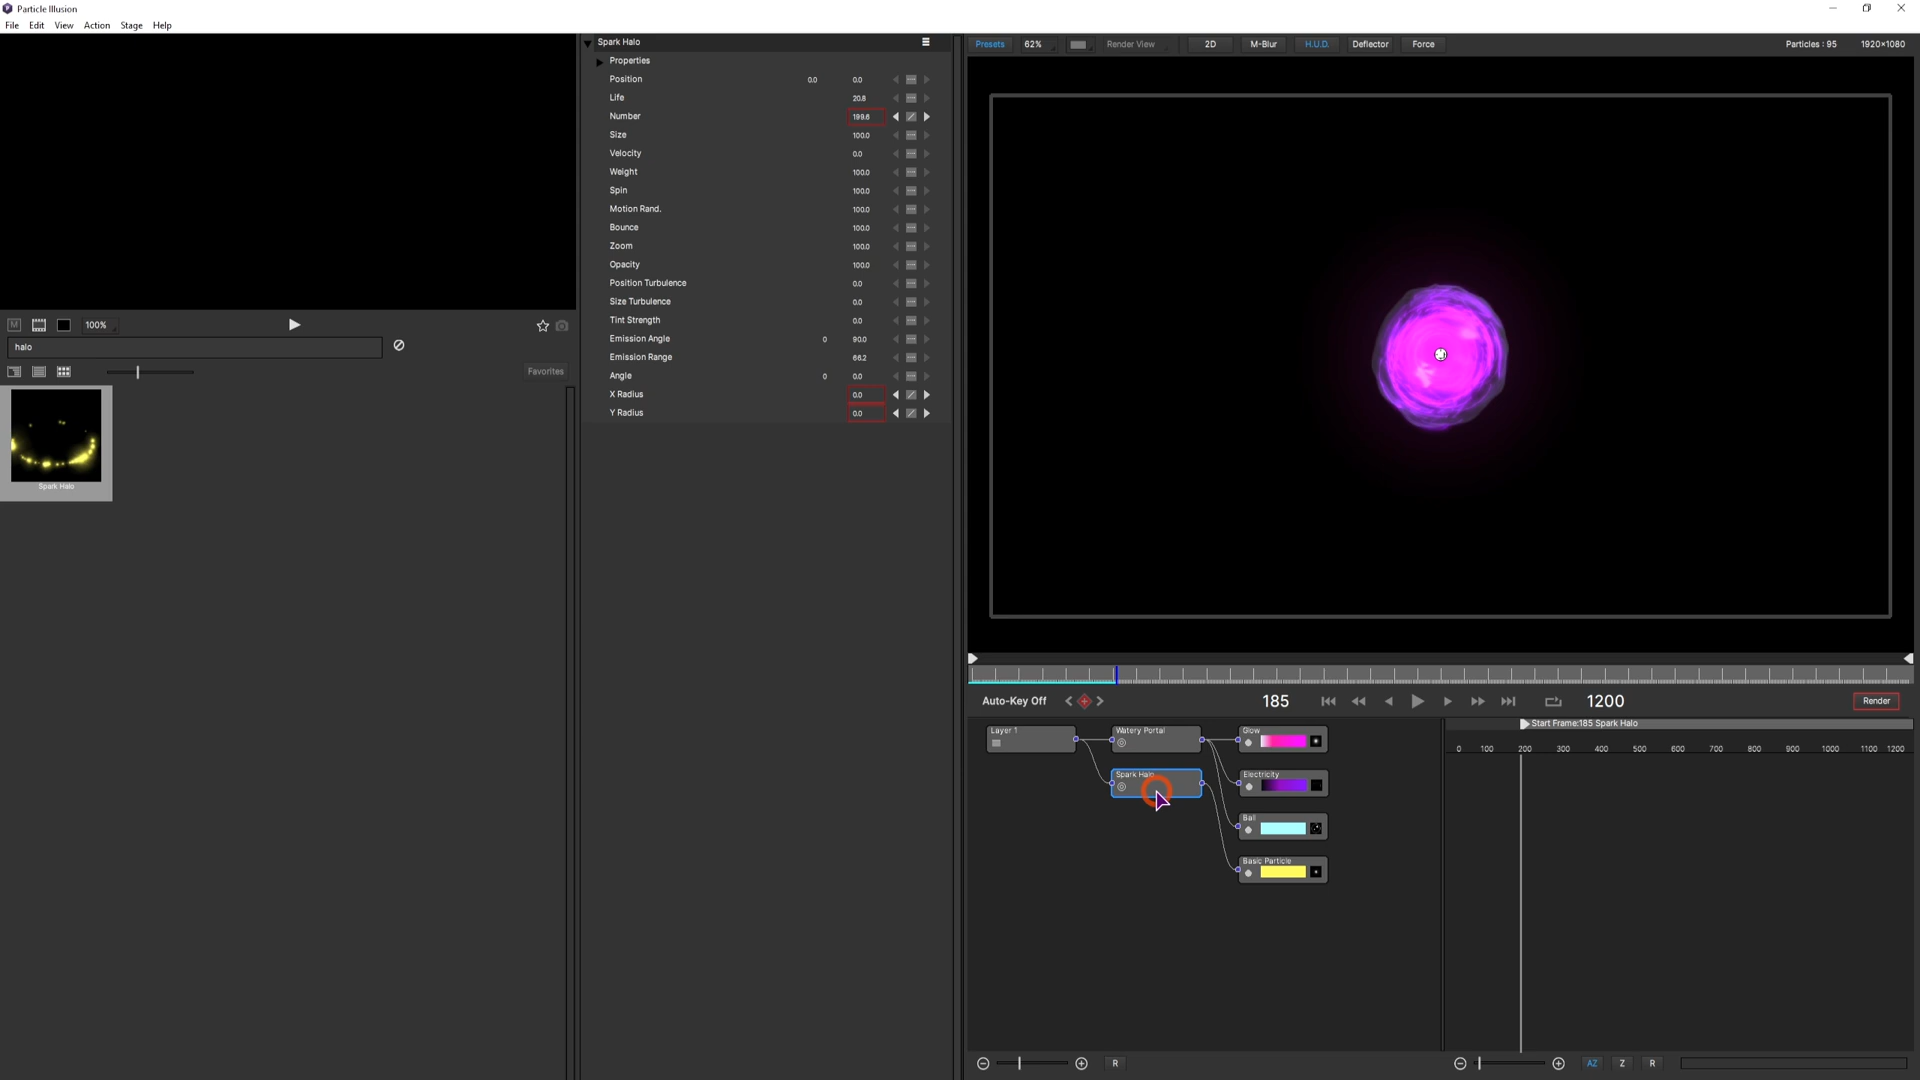 Particle Illusion
File Edit View Action Stage Help
Spark Halo
Properties
Position 0.0 0.0
Life 20.8
Number 199.6
Size 100.0
Velocity 0.0
Weight 100.0
Spin 100.0
Motion Rand. 100.0
Bounce 100.0
Zoom 100.0
Opacity 100.0
Position Turbulence 0.0
Size Turbulence 0.0
Tint Strength 0.0
Emission Angle 0 90.0
Emission Range 66.2
Angle 0 0.0
X Radius 0.0
Y Radius 0.0
M 100%
halo
Favorites
Spark Halo
Presets 62% Render View 2D M-Blur H.U.D. Deflector Force Particles : 95 1920×1080
Auto-Key Off 185 1200 Render
Layer 1
Watery Portal
Spark Halo
Glow
Electricity
Ball
Basic Particle
Start Frame:185 Spark Halo
0 100 200 300 400 500 600 700 800 900 1000 1100 1200
R
AZ Z R